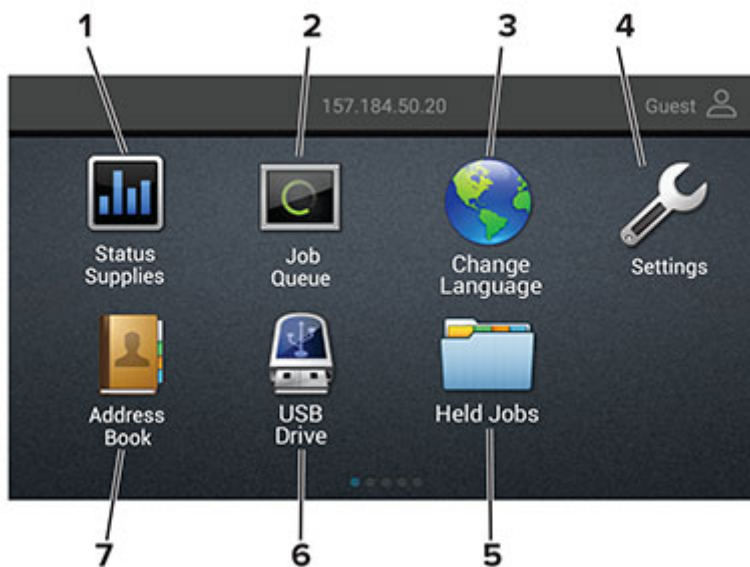 1 2 3 4
157.184.50.20 Guest
Status
Supplies
Job
Queue
Change
Language
Settings
Address
Book
USB
Drive
Held Jobs
7 6 5